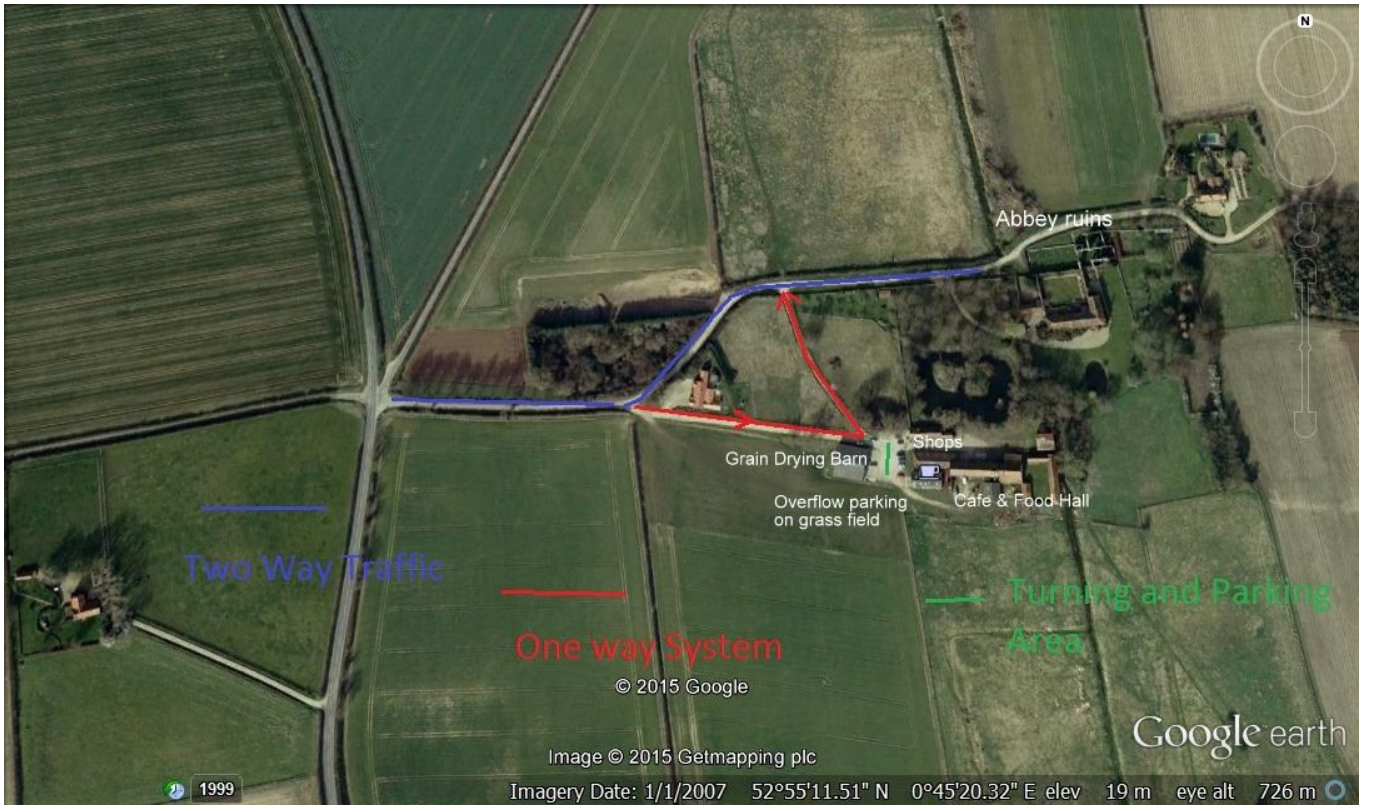 N
Abbey ruins
Shops
Grain Drying Barn
Overflow parking
on grass field
Cafe & Food Hall
Two Way Traffic
One way System
Turning and Parking
Area
© 2015 Google
Google earth
Image © 2015 Getmapping plc
1999
Imagery Date: 1/1/2007 52°55'11.51" N 0°45'20.32" E elev 19 m eye alt 726 m